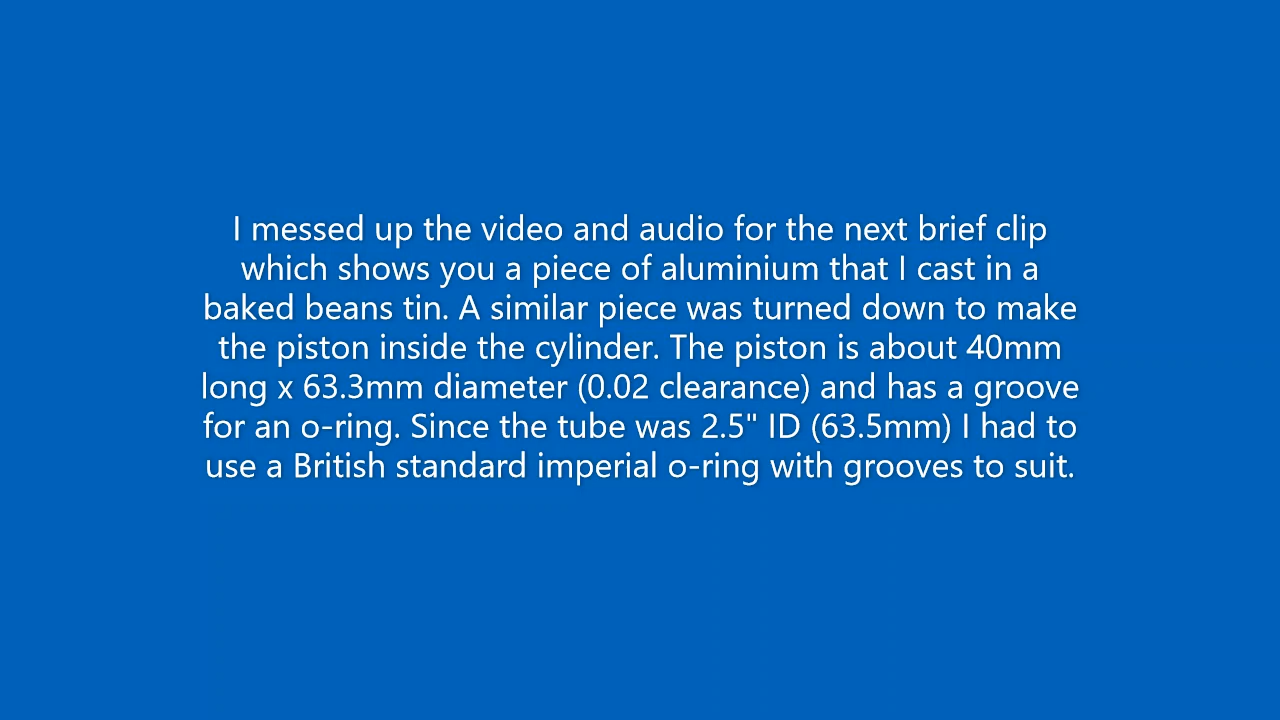 I messed up the video and audio for the next brief clip
which shows you a piece of aluminium that I cast in a
baked beans tin. A similar piece was turned down to make
the piston inside the cylinder. The piston is about 40mm
long x 63.3mm diameter (0.02 clearance) and has a groove
for an o-ring. Since the tube was 2.5" ID (63.5mm) I had to
use a British standard imperial o-ring with grooves to suit.